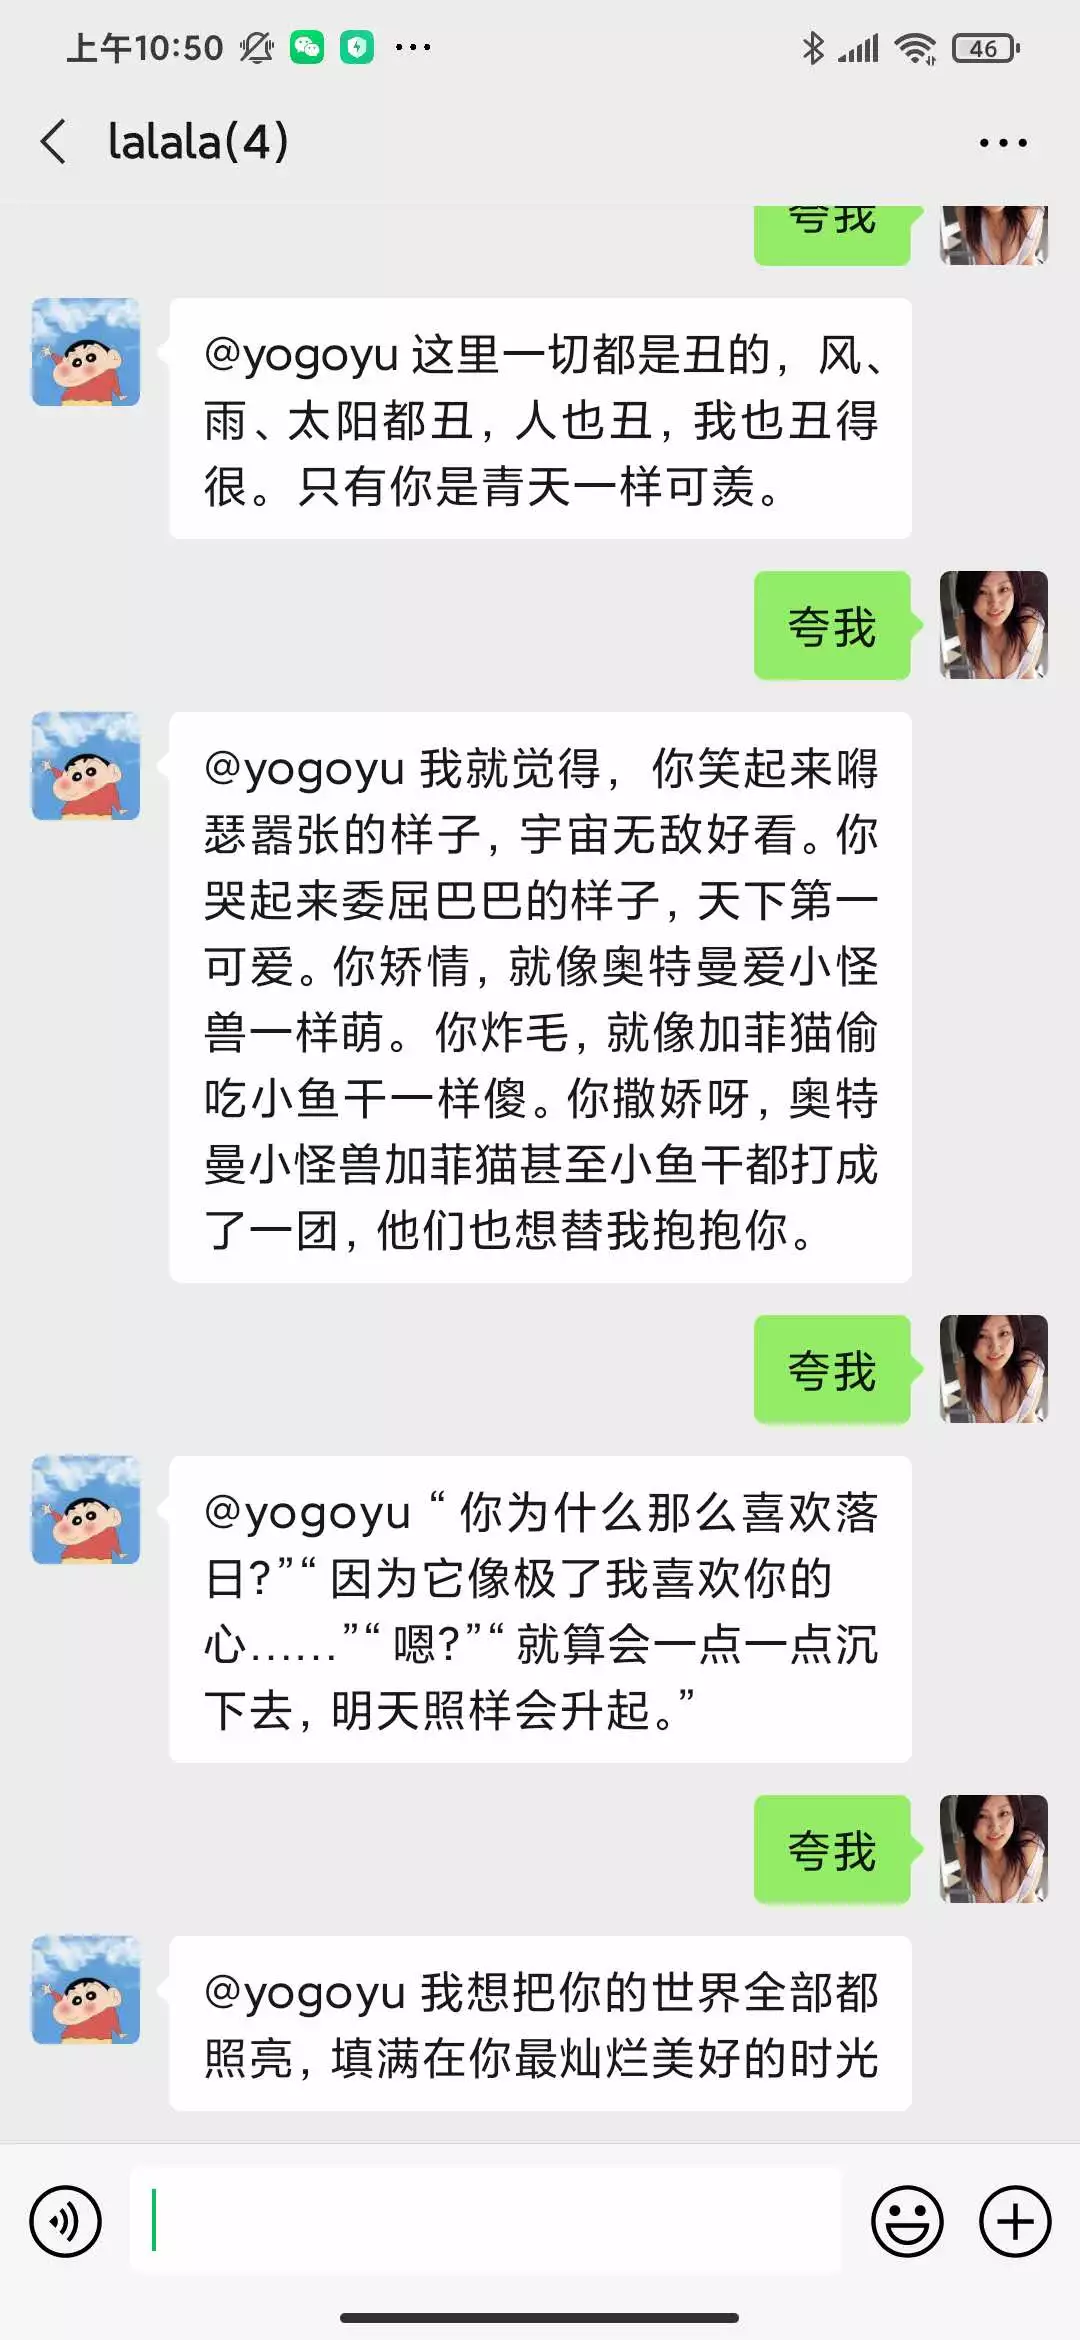 上午10:50
46
lalala(4)
夸我
@yogoyu 这里一切都是丑的，风、
雨、太阳都丑，人也丑，我也丑得
很。只有你是青天一样可羡。
夸我
@yogoyu 我就觉得，你笑起来嘚
瑟嚣张的样子，宇宙无敌好看。你
哭起来委屈巴巴的样子，天下第一
可爱。你矫情，就像奥特曼爱小怪
兽一样萌。你炸毛，就像加菲猫偷
吃小鱼干一样傻。你撒娇呀，奥特
曼小怪兽加菲猫甚至小鱼干都打成
了一团，他们也想替我抱抱你。
夸我
@yogoyu “你为什么那么喜欢落
日?”“因为它像极了我喜欢你的
心……”“嗯?”“就算会一点一点沉
下去，明天照样会升起。”
夸我
@yogoyu 我想把你的世界全部都
照亮，填满在你最灿烂美好的时光